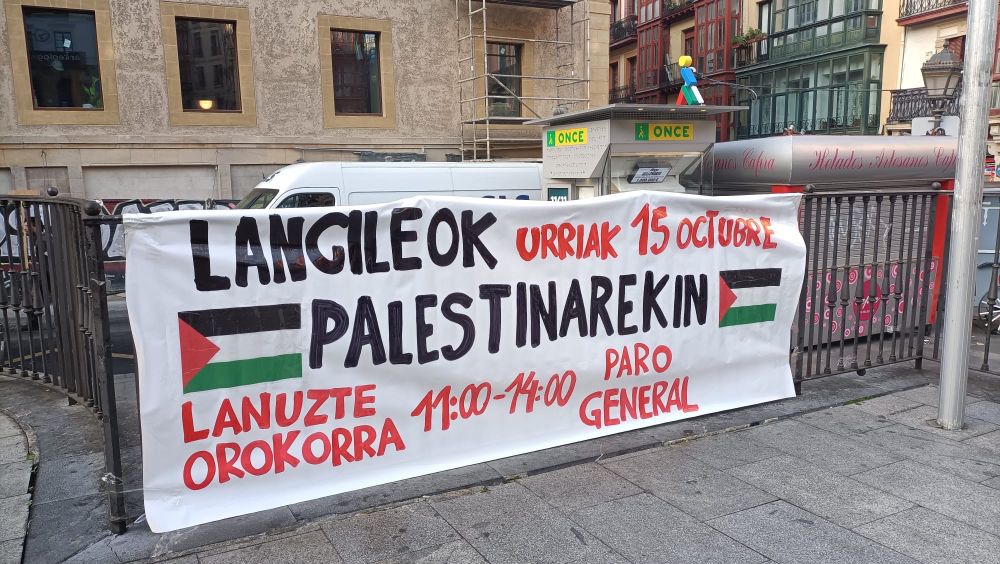 ONCE
ONCE
Helados Artesanos
LANGILEOK URRIAK 15 OCTUBRE
PALESTINAREKIN
LANUZTE OROKORRA 11:00-14:00 PARO GENERAL